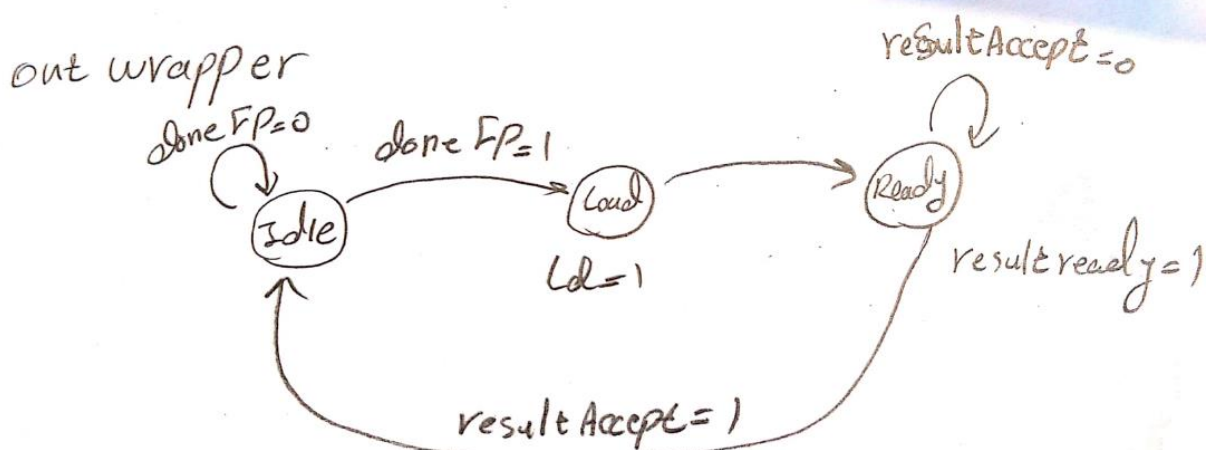 out wrapper
doneFP=0
doneFP=1
resultAccept=0
Idle
Load
Ready
Ld=1
resultready=1
resultAccept=1